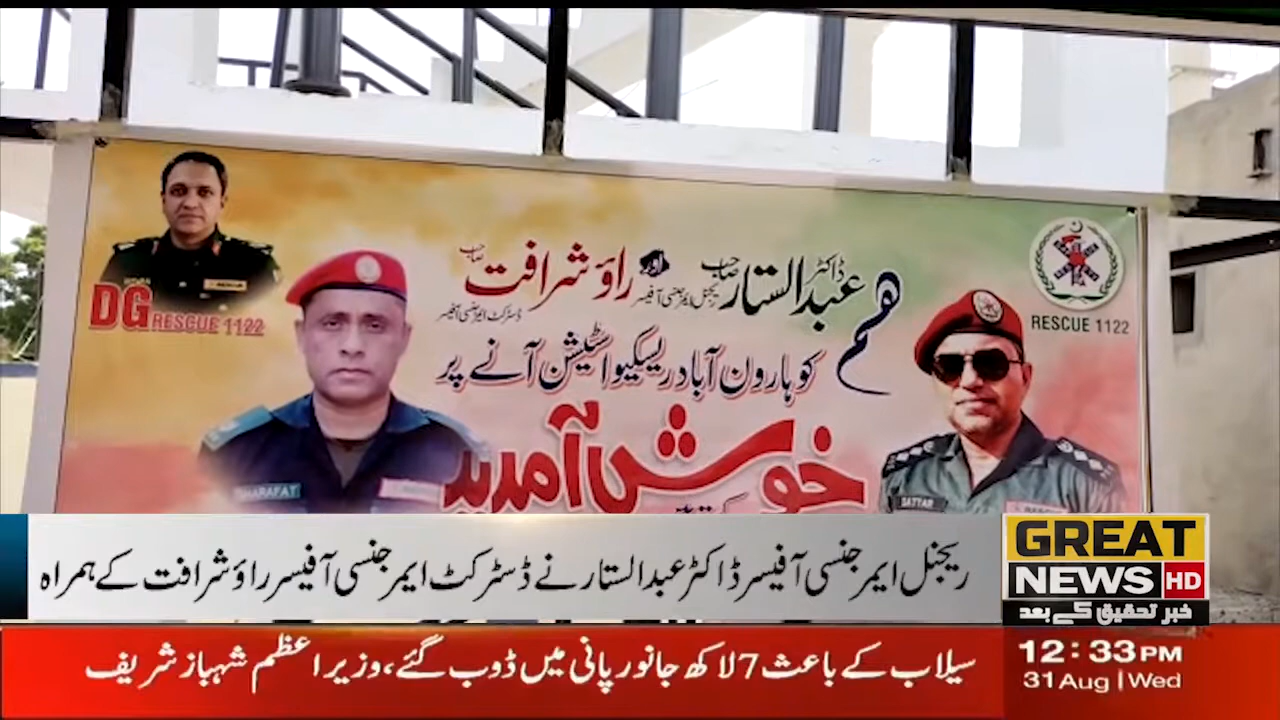 DG
RESCUE 1122
ہم
ڈاکٹر عبدالستار صاحب اور راؤ شرافت صاحب
ریجنل ایمرجنسی آفیسر
ڈسٹرکٹ ایمرجنسی آفیسر
کو ہارون آباد ریسکیو اسٹیشن آنے پر
خوش آمدید
RESCUE 1122
SHARAFAT
SATTAR
ریجنل ایمرجنسی آفیسر ڈاکٹر عبدالستار نے ڈسٹرکٹ ایمرجنسی آفیسر راؤ شرافت کے ہمراہ
GREAT
NEWS HD
خبر تحقیق کے بعد
سیلاب کے باعث 7 لاکھ جانور پانی میں ڈوب گئے، وزیر اعظم شہباز شریف
12:33 PM
31 Aug | Wed